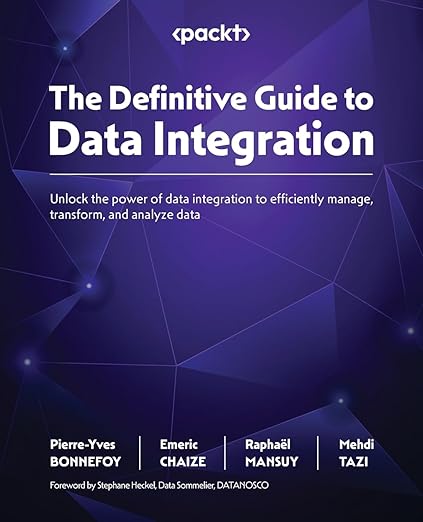 <packt>
The Definitive Guide to
Data Integration
Unlock the power of data integration to efficiently manage,
transform, and analyze data
Pierre-Yves
BONNEFOY
Emeric
CHAIZE
Raphaël
MANSUY
Mehdi
TAZI
Foreword by Stephane Heckel, Data Sommelier, DATANOSCO